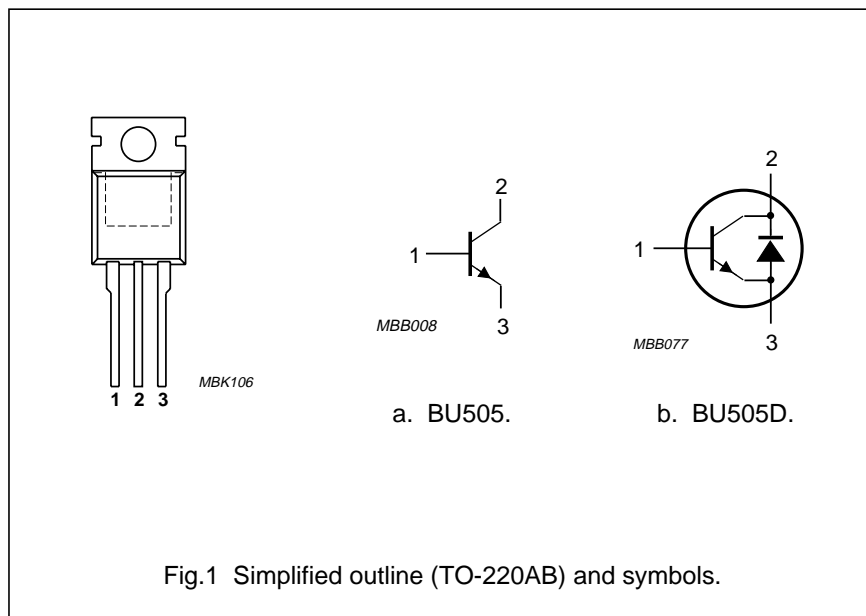 MBK106
1 2 3
2
1
MBB008
3
a. BU505.
2
1
MBB077
3
b. BU505D.
Fig.1 Simplified outline (TO-220AB) and symbols.